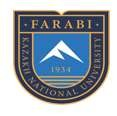 · FARABI ·
KAZAKH NATIONAL UNIVERSITY
1934